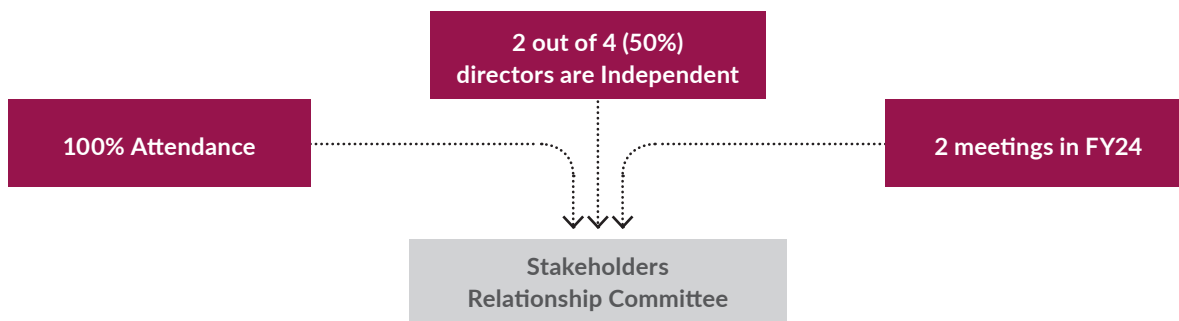 2 out of 4 (50%)
directors are Independent
100% Attendance
2 meetings in FY24
Stakeholders
Relationship Committee